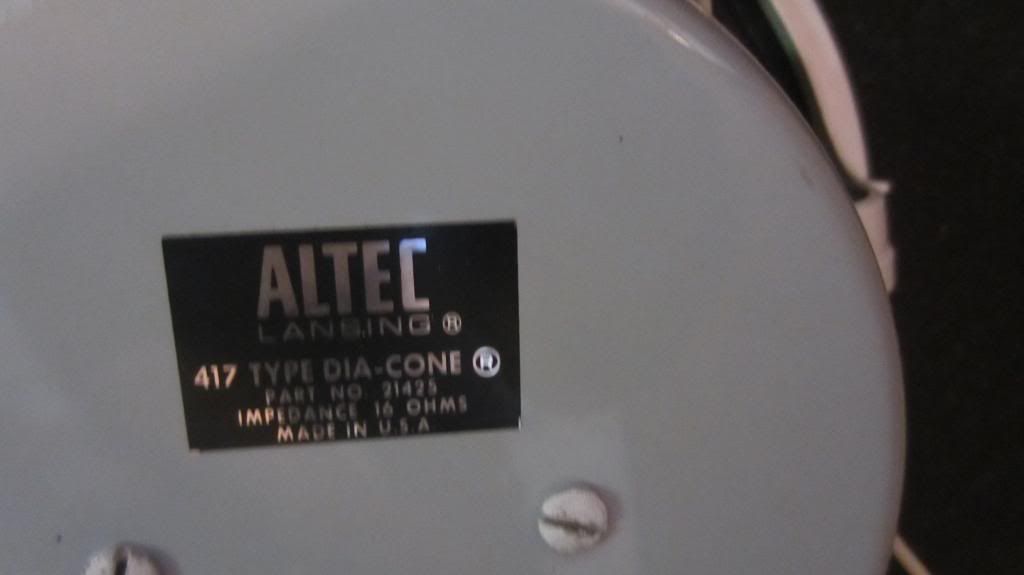 ALTEC
LANSING ®
417 TYPE DIA-CONE ®
PART NO. 21425
IMPEDANCE 16 OHMS
MADE IN U.S.A